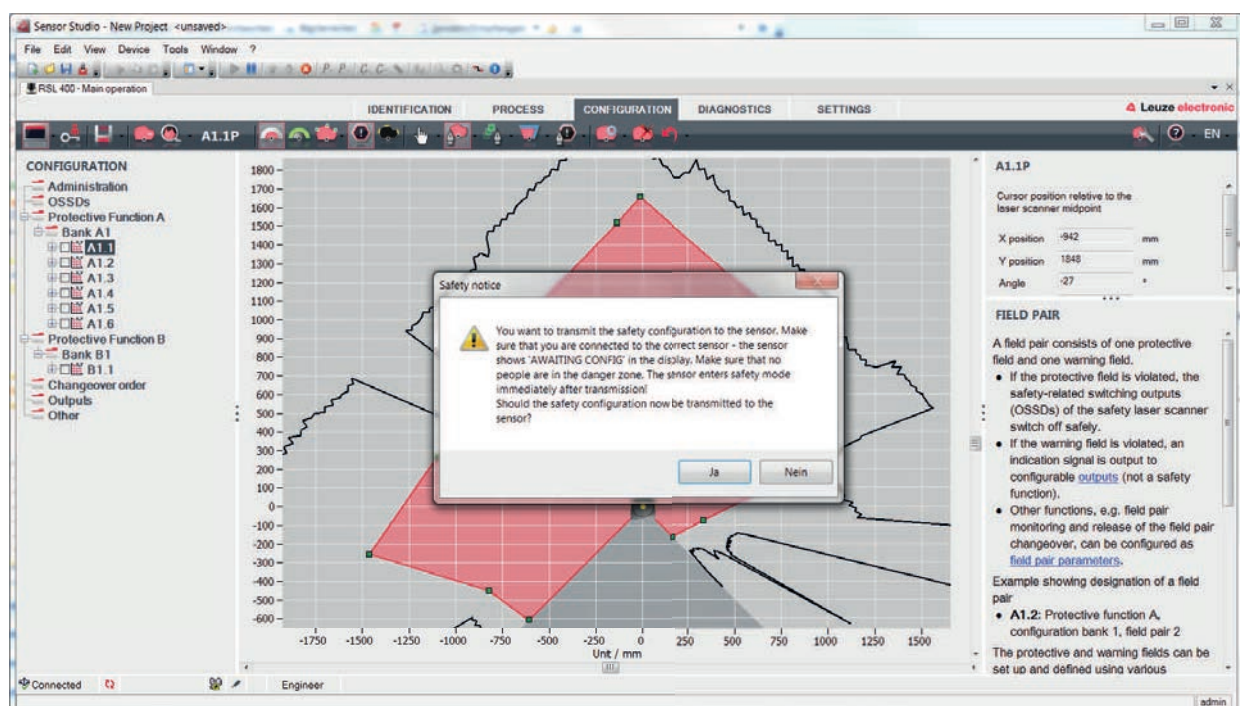 Sensor Studio - New Project <unsaved>
File Edit View Device Tools Window ?
RSL 400 - Main operation
IDENTIFICATION PROCESS CONFIGURATION DIAGNOSTICS SETTINGS
Leuze electronic
A1.1P
EN
CONFIGURATION
Administration
OSSDs
Protective Function A
Bank A1
A1.1
A1.2
A1.3
A1.4
A1.5
A1.6
Protective Function B
Bank B1
B1.1
Changeover order
Outputs
Other
1800
1700
1600
1500
1400
1300
1200
1100
1000
900
800
700
600
500
400
300
200
100
0
-100
-200
-300
-400
-500
-600
-1750 -1500 -1250 -1000 -750 -500 -250 0 250 500 750 1000 1250 1500
Unt / mm
Safety notice
You want to transmit the safety configuration to the sensor. Make
sure that you are connected to the correct sensor - the sensor
shows 'AWAITING CONFIG' in the display. Make sure that no
people are in the danger zone. The sensor enters safety mode
immediately after transmission!
Should the safety configuration now be transmitted to the
sensor?
Ja Nein
A1.1P
Cursor position relative to the
laser scanner midpoint
X position -942 mm
Y position 1848 mm
Angle -27 °
FIELD PAIR
A field pair consists of one protective
field and one warning field.
• If the protective field is violated, the
safety-related switching outputs
(OSSDs) of the safety laser scanner
switch off safely.
• If the warning field is violated, an
indication signal is output to
configurable outputs (not a safety
function).
• Other functions, e.g. field pair
monitoring and release of the field pair
changeover, can be configured as
field pair parameters.
Example showing designation of a field
pair
• A1.2: Protective function A,
configuration bank 1, field pair 2
The protective and warning fields can be
set up and defined using various
Connected
Engineer
admin